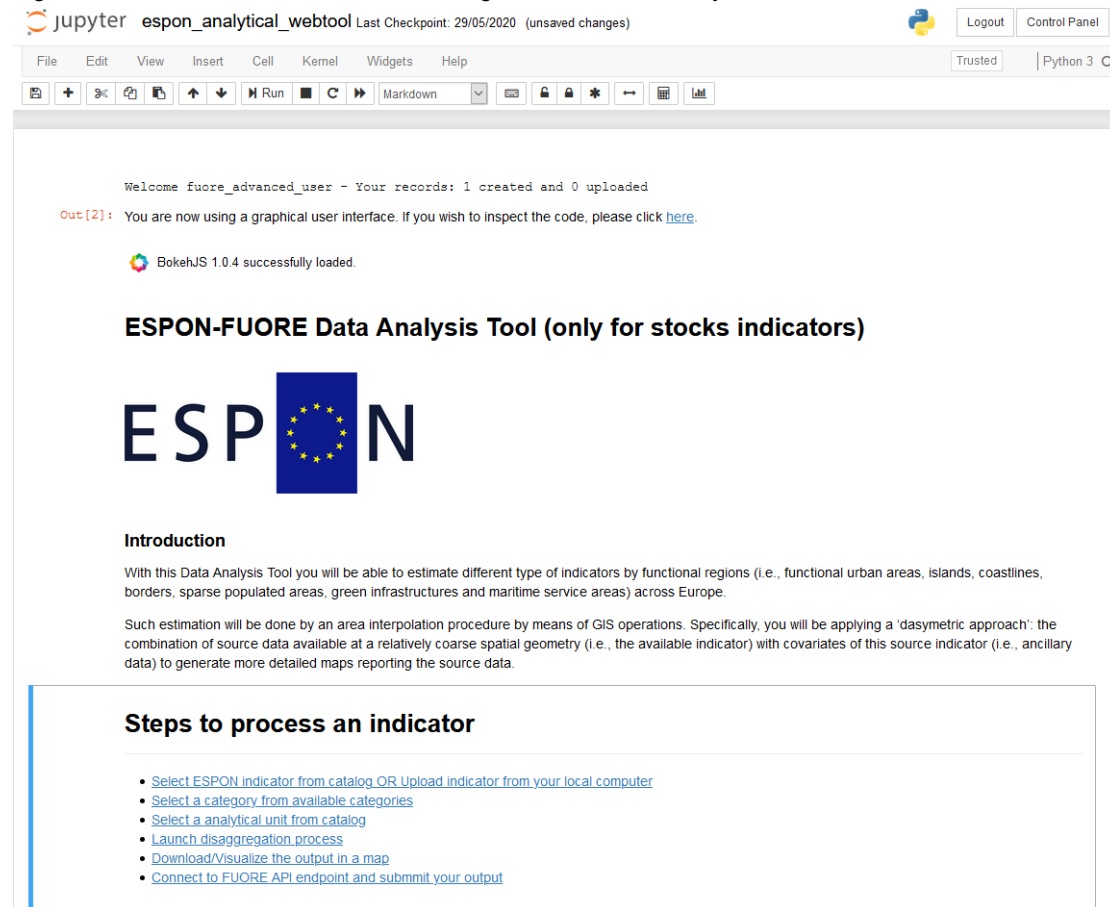 jupyter espon_analytical_webtool Last Checkpoint: 29/05/2020 (unsaved changes) Logout Control Panel
File Edit View Insert Cell Kernel Widgets Help Trusted Python 3
Run Markdown
Welcome fuore_advanced_user - Your records: 1 created and 0 uploaded
Out[2]: You are now using a graphical user interface. If you wish to inspect the code, please click here.
BokehJS 1.0.4 successfully loaded.
ESPON-FUORE Data Analysis Tool (only for stocks indicators)
ESPON
Introduction
With this Data Analysis Tool you will be able to estimate different type of indicators by functional regions (i.e., functional urban areas, islands, coastlines,
borders, sparse populated areas, green infrastructures and maritime service areas) across Europe.
Such estimation will be done by an area interpolation procedure by means of GIS operations. Specifically, you will be applying a 'dasymetric approach': the
combination of source data available at a relatively coarse spatial geometry (i.e., the available indicator) with covariates of this source indicator (i.e., ancillary
data) to generate more detailed maps reporting the source data.
Steps to process an indicator
Select ESPON indicator from catalog OR Upload indicator from your local computer
Select a category from available categories
Select a analytical unit from catalog
Launch disaggregation process
Download/Visualize the output in a map
Connect to FUORE API endpoint and submmit your output